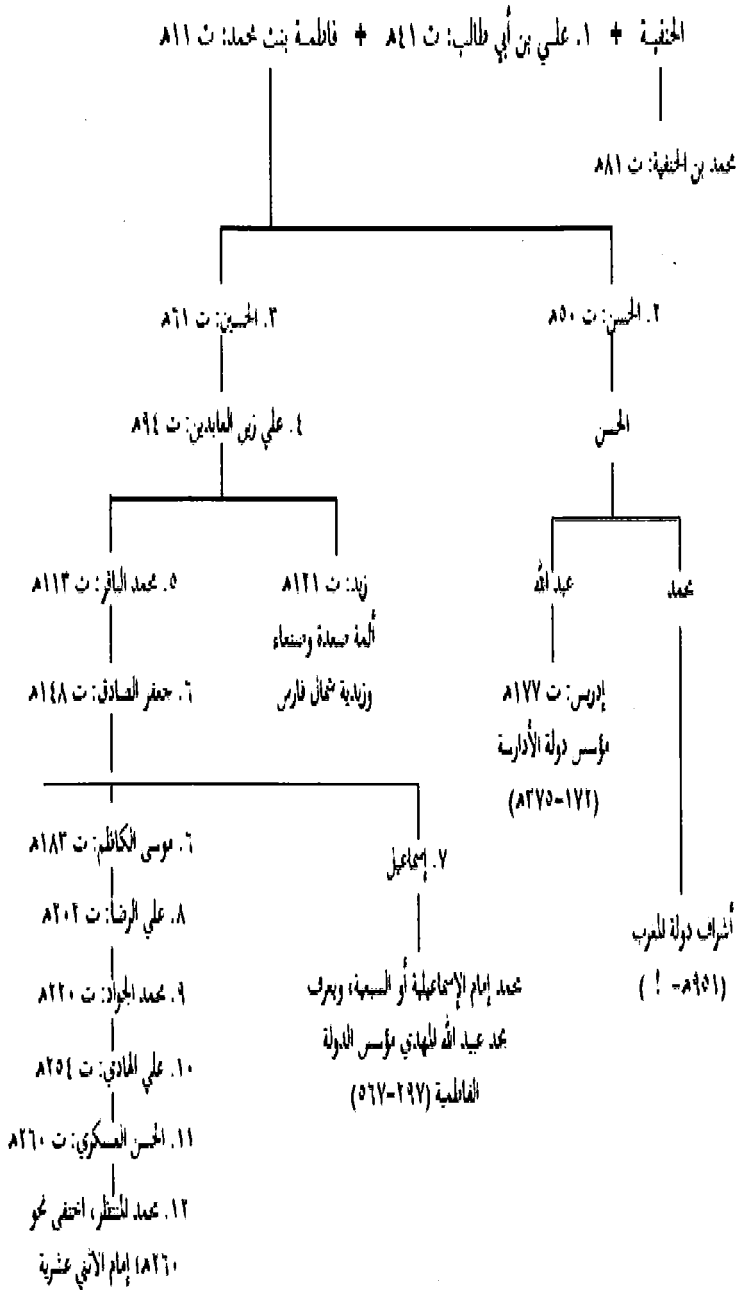 الحنفية + ١. علي بن أبي طالب: ت ٤١هـ + فاطمة بنت محمد: ت ١١هـ
محمد بن الحنفية: ت ٨١هـ
٢. الحسن: ت ٥٠هـ
٣. الحسين: ت ٦١هـ
الحسن
٤. علي زين العابدين: ت ٩٤هـ
محمد
عبد الله
زيد: ت ١٢١هـ
٥. محمد الباقر: ت ١١٣هـ
أئمة صعدة وصنعاء
وزيدية شمال فارس
إدريس: ت ١٧٧هـ
مؤسس دولة الأدارسة
(١٧٢-٣٧٥هـ)
٦. جعفر الصادق: ت ١٤٨هـ
أشراف دولة المغرب
(٩٥١هـ- ! )
٧. إسماعيل
محمد إمام الإسماعيلية أو السبعية، ويعرف
بحد عبيد الله المهدي مؤسس الدولة
الفاطمية (٢٩٧-٥٦٧)
٦. موسى الكاظم: ت ١٨٣هـ
٨. علي الرضا: ت ٢٠٢هـ
٩. محمد الجواد: ت ٢٢٠هـ
١٠. علي الهادي: ت ٢٥٤هـ
١١. الحسن العسكري: ت ٢٦٠هـ
١٢. محمد المنتظر، اختفى نحو
٢٦٠هـ؛ إمام الاثني عشرية